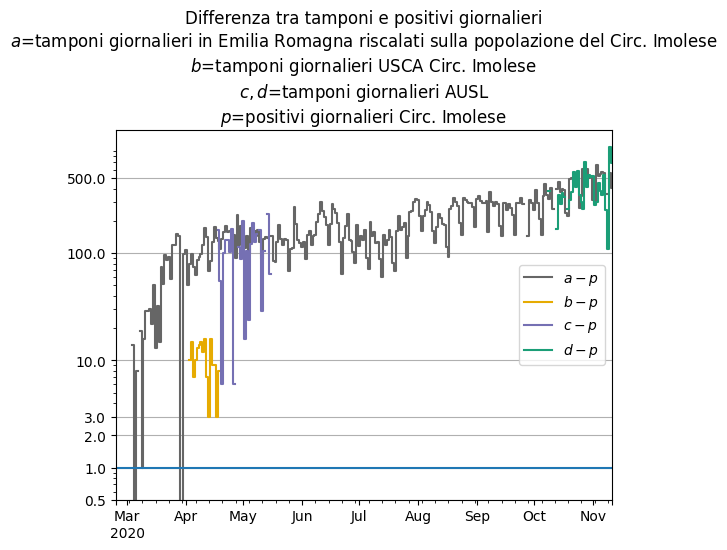 Differenza tra tamponi e positivi giornalieri
a=tamponi giornalieri in Emilia Romagna riscalati sulla popolazione del Circ. Imolese
b=tamponi giornalieri USCA Circ. Imolese
c, d=tamponi giornalieri AUSL
p=positivi giornalieri Circ. Imolese
500.0
100.0
10.0
3.0
2.0
1.0
0.5
a − p
b − p
c − p
d − p
Mar Apr May Jun Jul Aug Sep Oct Nov
2020